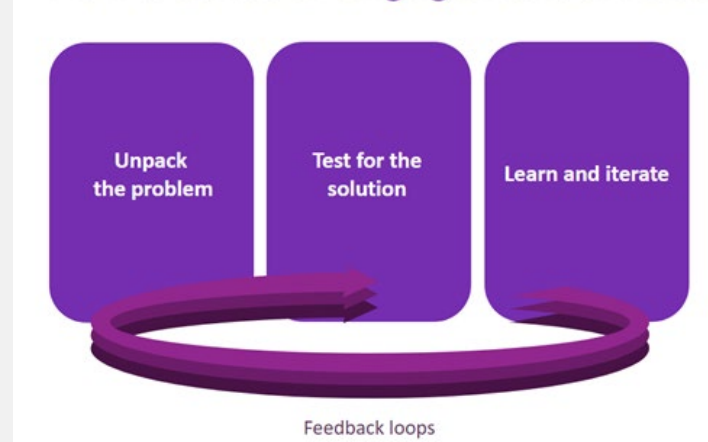 Unpack
the problem
Test for the
solution
Learn and iterate
Feedback loops